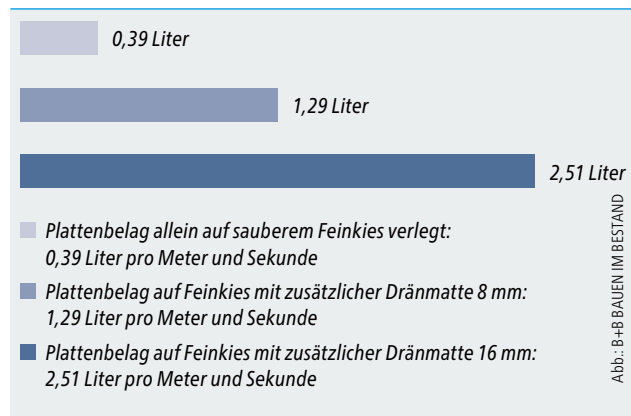 0,39 Liter
1,29 Liter
2,51 Liter
Plattenbelag allein auf sauberem Feinkies verlegt:
0,39 Liter pro Meter und Sekunde
Plattenbelag auf Feinkies mit zusätzlicher Dränmatte 8 mm:
1,29 Liter pro Meter und Sekunde
Plattenbelag auf Feinkies mit zusätzlicher Dränmatte 16 mm:
2,51 Liter pro Meter und Sekunde
Abb.: B+B BAUEN IM BESTAND